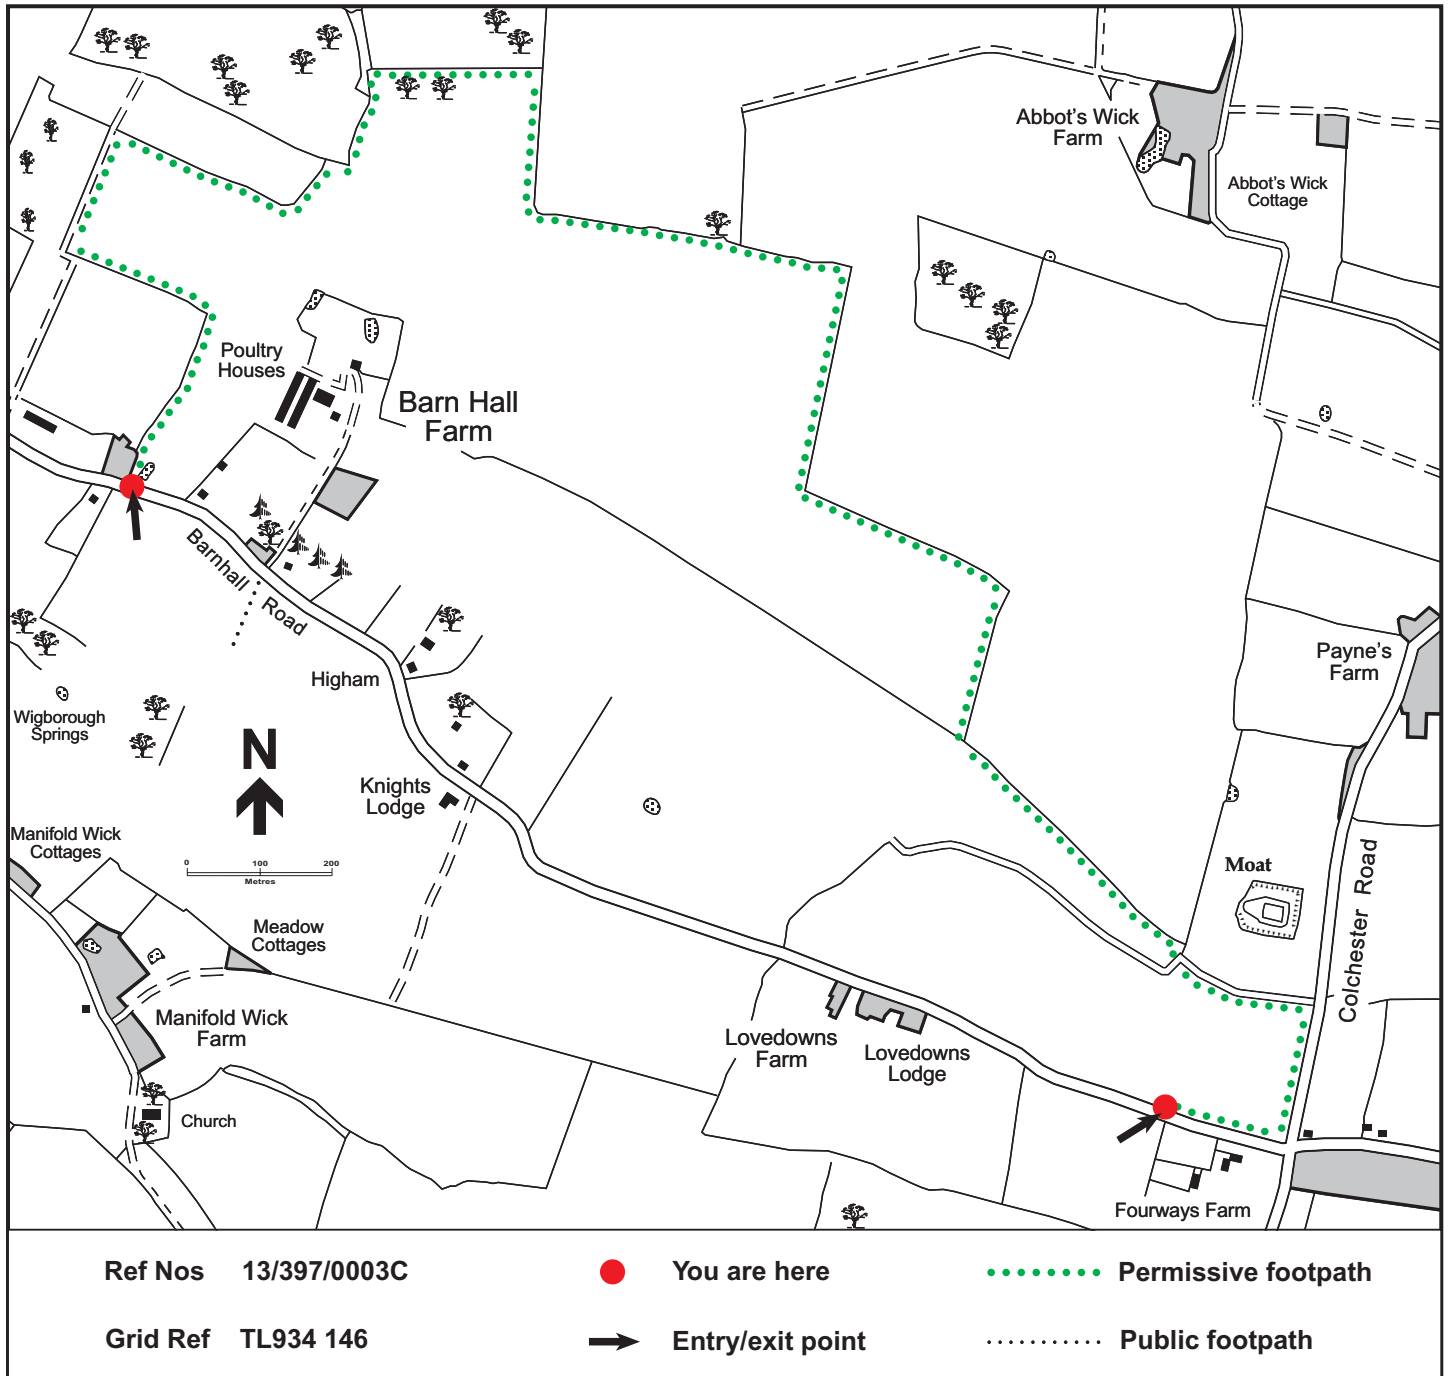 Abbot's Wick
Farm
Abbot's Wick
Cottage
Poultry
Houses
Barn Hall
Farm
Barnhall Road
Higham
Payne's
Farm
Wigborough
Springs
N
Knights
Lodge
Manifold Wick
Cottages
0 100 200
Metres
Moat
Colchester Road
Meadow
Cottages
Manifold Wick
Farm
Lovedowns
Farm
Lovedowns
Lodge
Church
Fourways Farm
Ref Nos 13/397/0003C
You are here
Permissive footpath
Grid Ref TL934 146
Entry/exit point
Public footpath